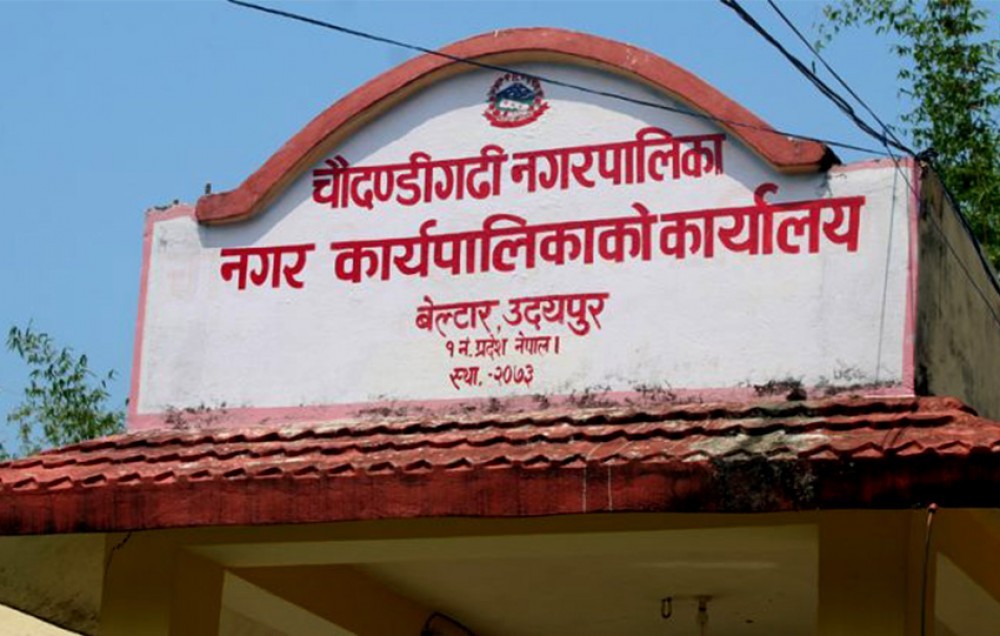 चौदण्डीगढी नगरपालिका
नगर कार्यपालिकाको कार्यालय
बेल्टार, उदयपुर
१ नं. प्रदेश नेपाल।
स्था. -२०७३